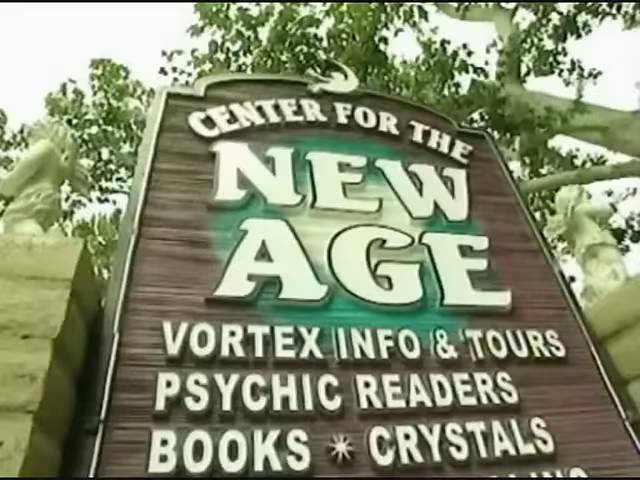 CENTER FOR THE
NEW
AGE
VORTEX INFO & TOURS
PSYCHIC READERS
BOOKS * CRYSTALS